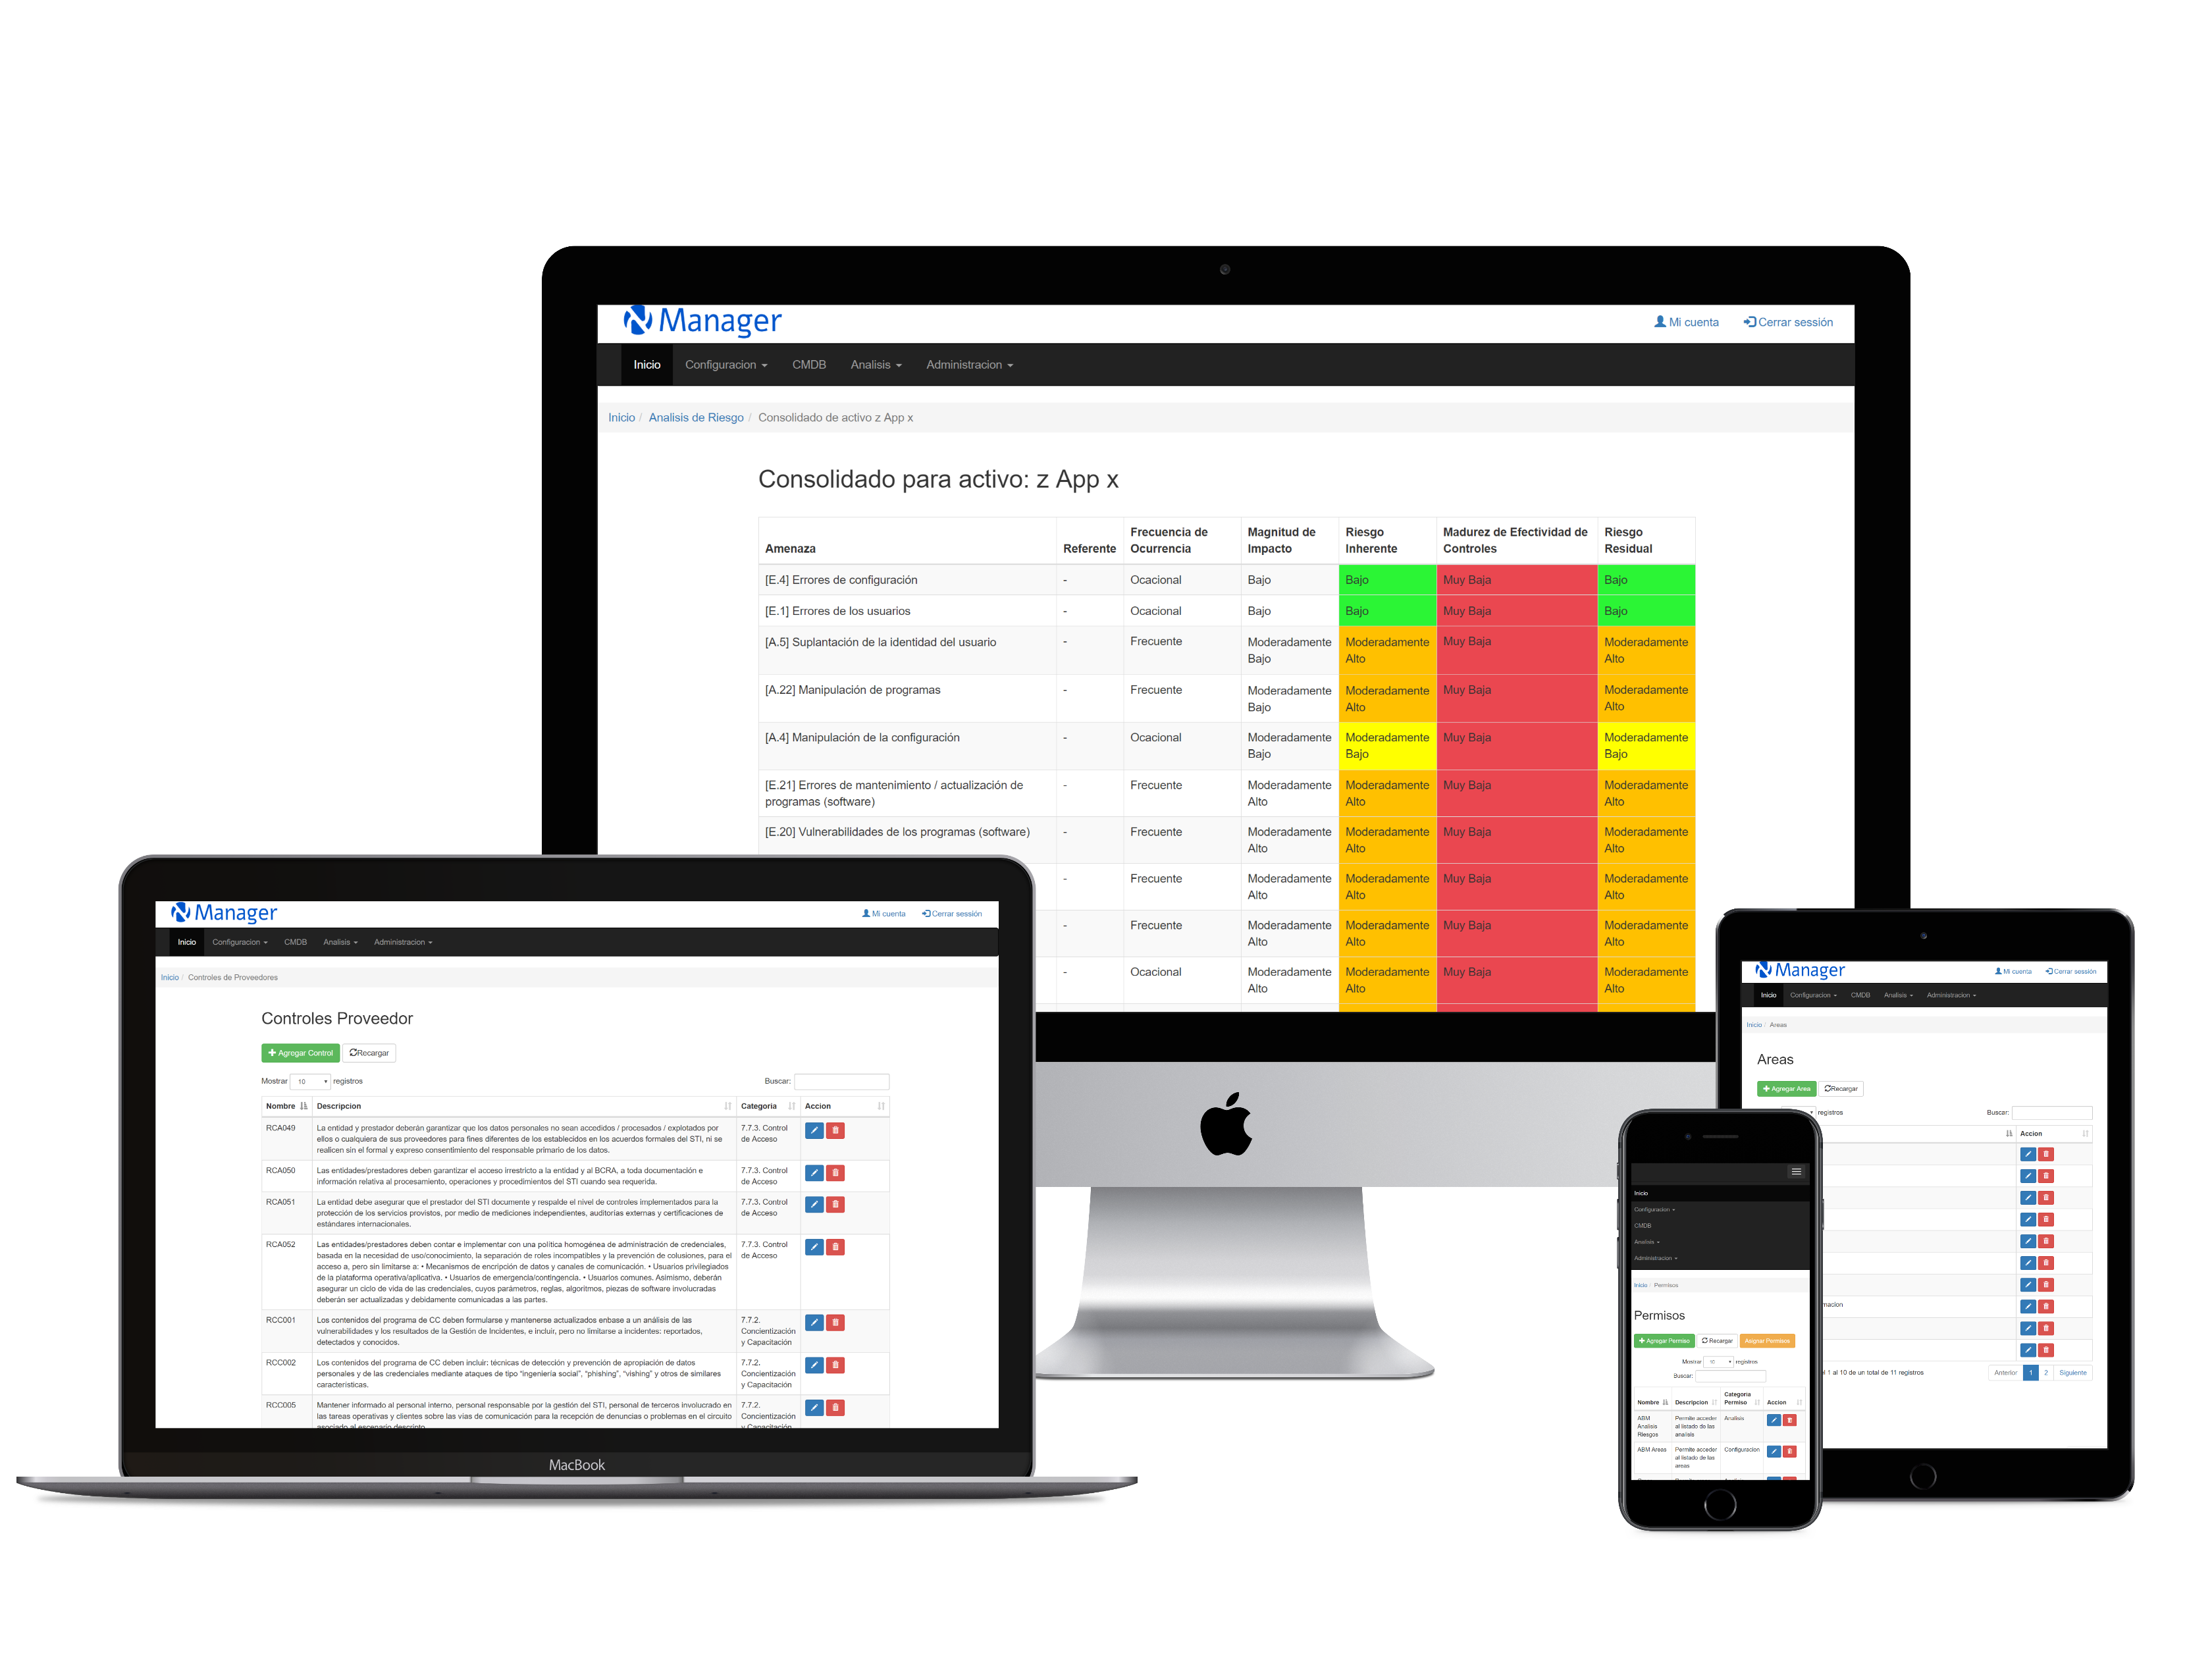 Manager
Mi cuenta
Cerrar sessión
Inicio
Configuracion
CMDB
Analisis
Administracion
Inicio / Analisis de Riesgo / Consolidado de activo z App x
Consolidado para activo: z App x
Amenaza
Referente
Frecuencia de
Ocurrencia
Magnitud de
Impacto
Riesgo
Inherente
Madurez de Efectividad de
Controles
Riesgo
Residual
[E.4] Errores de configuración
-
Ocacional
Bajo
Bajo
Muy Baja
Bajo
[E.1] Errores de los usuarios
-
Ocacional
Bajo
Bajo
Muy Baja
Bajo
[A.5] Suplantación de la identidad del usuario
-
Frecuente
Moderadamente
Bajo
Moderadamente
Alto
Muy Baja
Moderadamente
Alto
[A.22] Manipulación de programas
-
Frecuente
Moderadamente
Bajo
Moderadamente
Alto
Muy Baja
Moderadamente
Alto
[A.4] Manipulación de la configuración
-
Ocacional
Moderadamente
Bajo
Moderadamente
Bajo
Muy Baja
Moderadamente
Bajo
[E.21] Errores de mantenimiento / actualización de
programas (software)
-
Frecuente
Moderadamente
Alto
Moderadamente
Alto
Muy Baja
Moderadamente
Alto
[E.20] Vulnerabilidades de los programas (software)
-
Frecuente
Moderadamente
Alto
Moderadamente
Alto
Muy Baja
Moderadamente
Alto
-
Frecuente
Moderadamente
Alto
Moderadamente
Alto
Muy Baja
Moderadamente
Alto
-
Frecuente
Moderadamente
Alto
Moderadamente
Alto
Muy Baja
Moderadamente
Alto
-
Ocacional
Moderadamente
Alto
Moderadamente
Alto
Muy Baja
Moderadamente
Alto
Manager
Mi cuenta
Cerrar sessión
Inicio
Configuracion
CMDB
Analisis
Administracion
Inicio / Controles de Proveedores
Controles Proveedor
Agregar Control
Recargar
Mostrar 10 registros
Buscar:
Nombre
Descripcion
Categoria
Accion
RCA049
La entidad y prestador deberán garantizar que los datos personales no sean accedidos / procesados / explotados por
ellos o cualquiera de sus proveedores para fines diferentes de los establecidos en los acuerdos formales del STI, ni se
realicen sin el formal y expreso consentimiento del responsable primario de los datos.
7.7.3. Control
de Acceso
RCA050
Las entidades/prestadores deben garantizar el acceso irrestricto a la entidad y al BCRA, a toda documentación e
información relativa al procesamiento, operaciones y procedimientos del STI cuando sea requerida.
7.7.3. Control
de Acceso
RCA051
La entidad debe asegurar que el prestador del STI documente y respalde el nivel de controles implementados para la
protección de los servicios provistos, por medio de mediciones independientes, auditorías externas y certificaciones de
estándares internacionales.
7.7.3. Control
de Acceso
RCA052
Las entidades/prestadores deben contar e implementar con una política homogénea de administración de credenciales,
basada en la necesidad de uso/conocimiento, la separación de roles incompatibles y la prevención de colusiones, para el
acceso a, pero sin limitarse a: • Mecanismos de encripción de datos y canales de comunicación. • Usuarios privilegiados
de la plataforma operativa/aplicativa. • Usuarios de emergencia/contingencia. • Usuarios comunes. Asimismo, deberán
asegurar un ciclo de vida de las credenciales, cuyos parámetros, reglas, algoritmos, piezas de software involucradas
deberán ser actualizadas y debidamente comunicadas a las partes.
7.7.3. Control
de Acceso
RCC001
Los contenidos del programa de CC deben formularse y mantenerse actualizados enbase a un análisis de las
vulnerabilidades y los resultados de la Gestión de Incidentes, e incluir, pero no limitarse a incidentes: reportados,
detectados y conocidos.
7.7.2.
Concientización
y Capacitación
RCC002
Los contenidos del programa de CC deben incluir: técnicas de detección y prevención de apropiación de datos
personales y de las credenciales mediante ataques de tipo "ingeniería social", "phishing", "vishing" y otros de similares
características.
7.7.2.
Concientización
y Capacitación
RCC005
Mantener informado al personal interno, personal responsable por la gestión del STI, personal de terceros involucrado en
las tareas operativas y clientes sobre las vías de comunicación para la recepción de denuncias o problemas en el circuito
asociado al escenario descripto.
7.7.2.
Concientización
y Capacitación
MacBook
Manager
Mi cuenta
Cerrar sessión
Inicio
Configuracion
CMDB
Analisis
Administracion
Inicio / Areas
Areas
Agregar Area
Recargar
registros
Buscar:
Accion
macion
1 al 10 de un total de 11 registros
Anterior
1
2
Siguiente
Inicio
Configuracion
CMDB
Analisis
Administracion
Inicio / Permisos
Permisos
Agregar Permiso
Recargar
Asignar Permisos
Mostrar 10 registros
Buscar:
Nombre
Descripcion
Categoria
Permiso
Accion
ABM
Analisis
Riesgos
Permite acceder
al listado do las
analisis
Analisis
ABM Areas
Permite acceder
al listado de las
areas
Configuracion